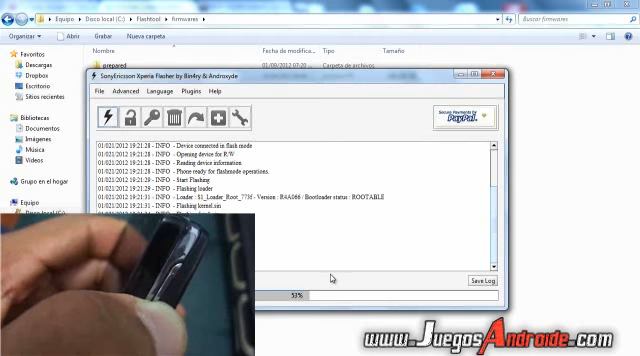 Equipo ▸ Disco local (C:) ▸ Flashtool ▸ firmwares
Buscar firmwares
Organizar
Abrir
Grabar
Nueva carpeta
Favoritos
Descargas
Dropbox
Escritorio
Sitios recientes
Bibliotecas
Documentos
Imágenes
Música
Vídeos
Grupo en el hogar
Equipo
Disco local (C:)
Nombre
Fecha de modifica...
Tipo
Tamaño
prepared
01/09/2012 07:20 ...
Carpeta de archivos
SonyEricsson Xperia Flasher by Bin4ry & Androxyde
File Advanced Language Plugins Help
Secure Payments by
PayPal
01/021/2012 19:21:28 - INFO - Device connected in flash mode
01/021/2012 19:21:28 - INFO - Opening device for R/W
01/021/2012 19:21:28 - INFO - Reading device information
01/021/2012 19:21:28 - INFO - Phone ready for flashmode operations.
01/021/2012 19:21:29 - INFO - Start Flashing
01/021/2012 19:21:29 - INFO - Flashing loader
01/021/2012 19:21:31 - INFO - Loader : S1_Loader_Root_773f - Version : R4A066 / Bootloader status : ROOTABLE
01/021/2012 19:21:31 - INFO - Flashing kernel.sin
Save Log
53%
www.JuegosAndroide.com